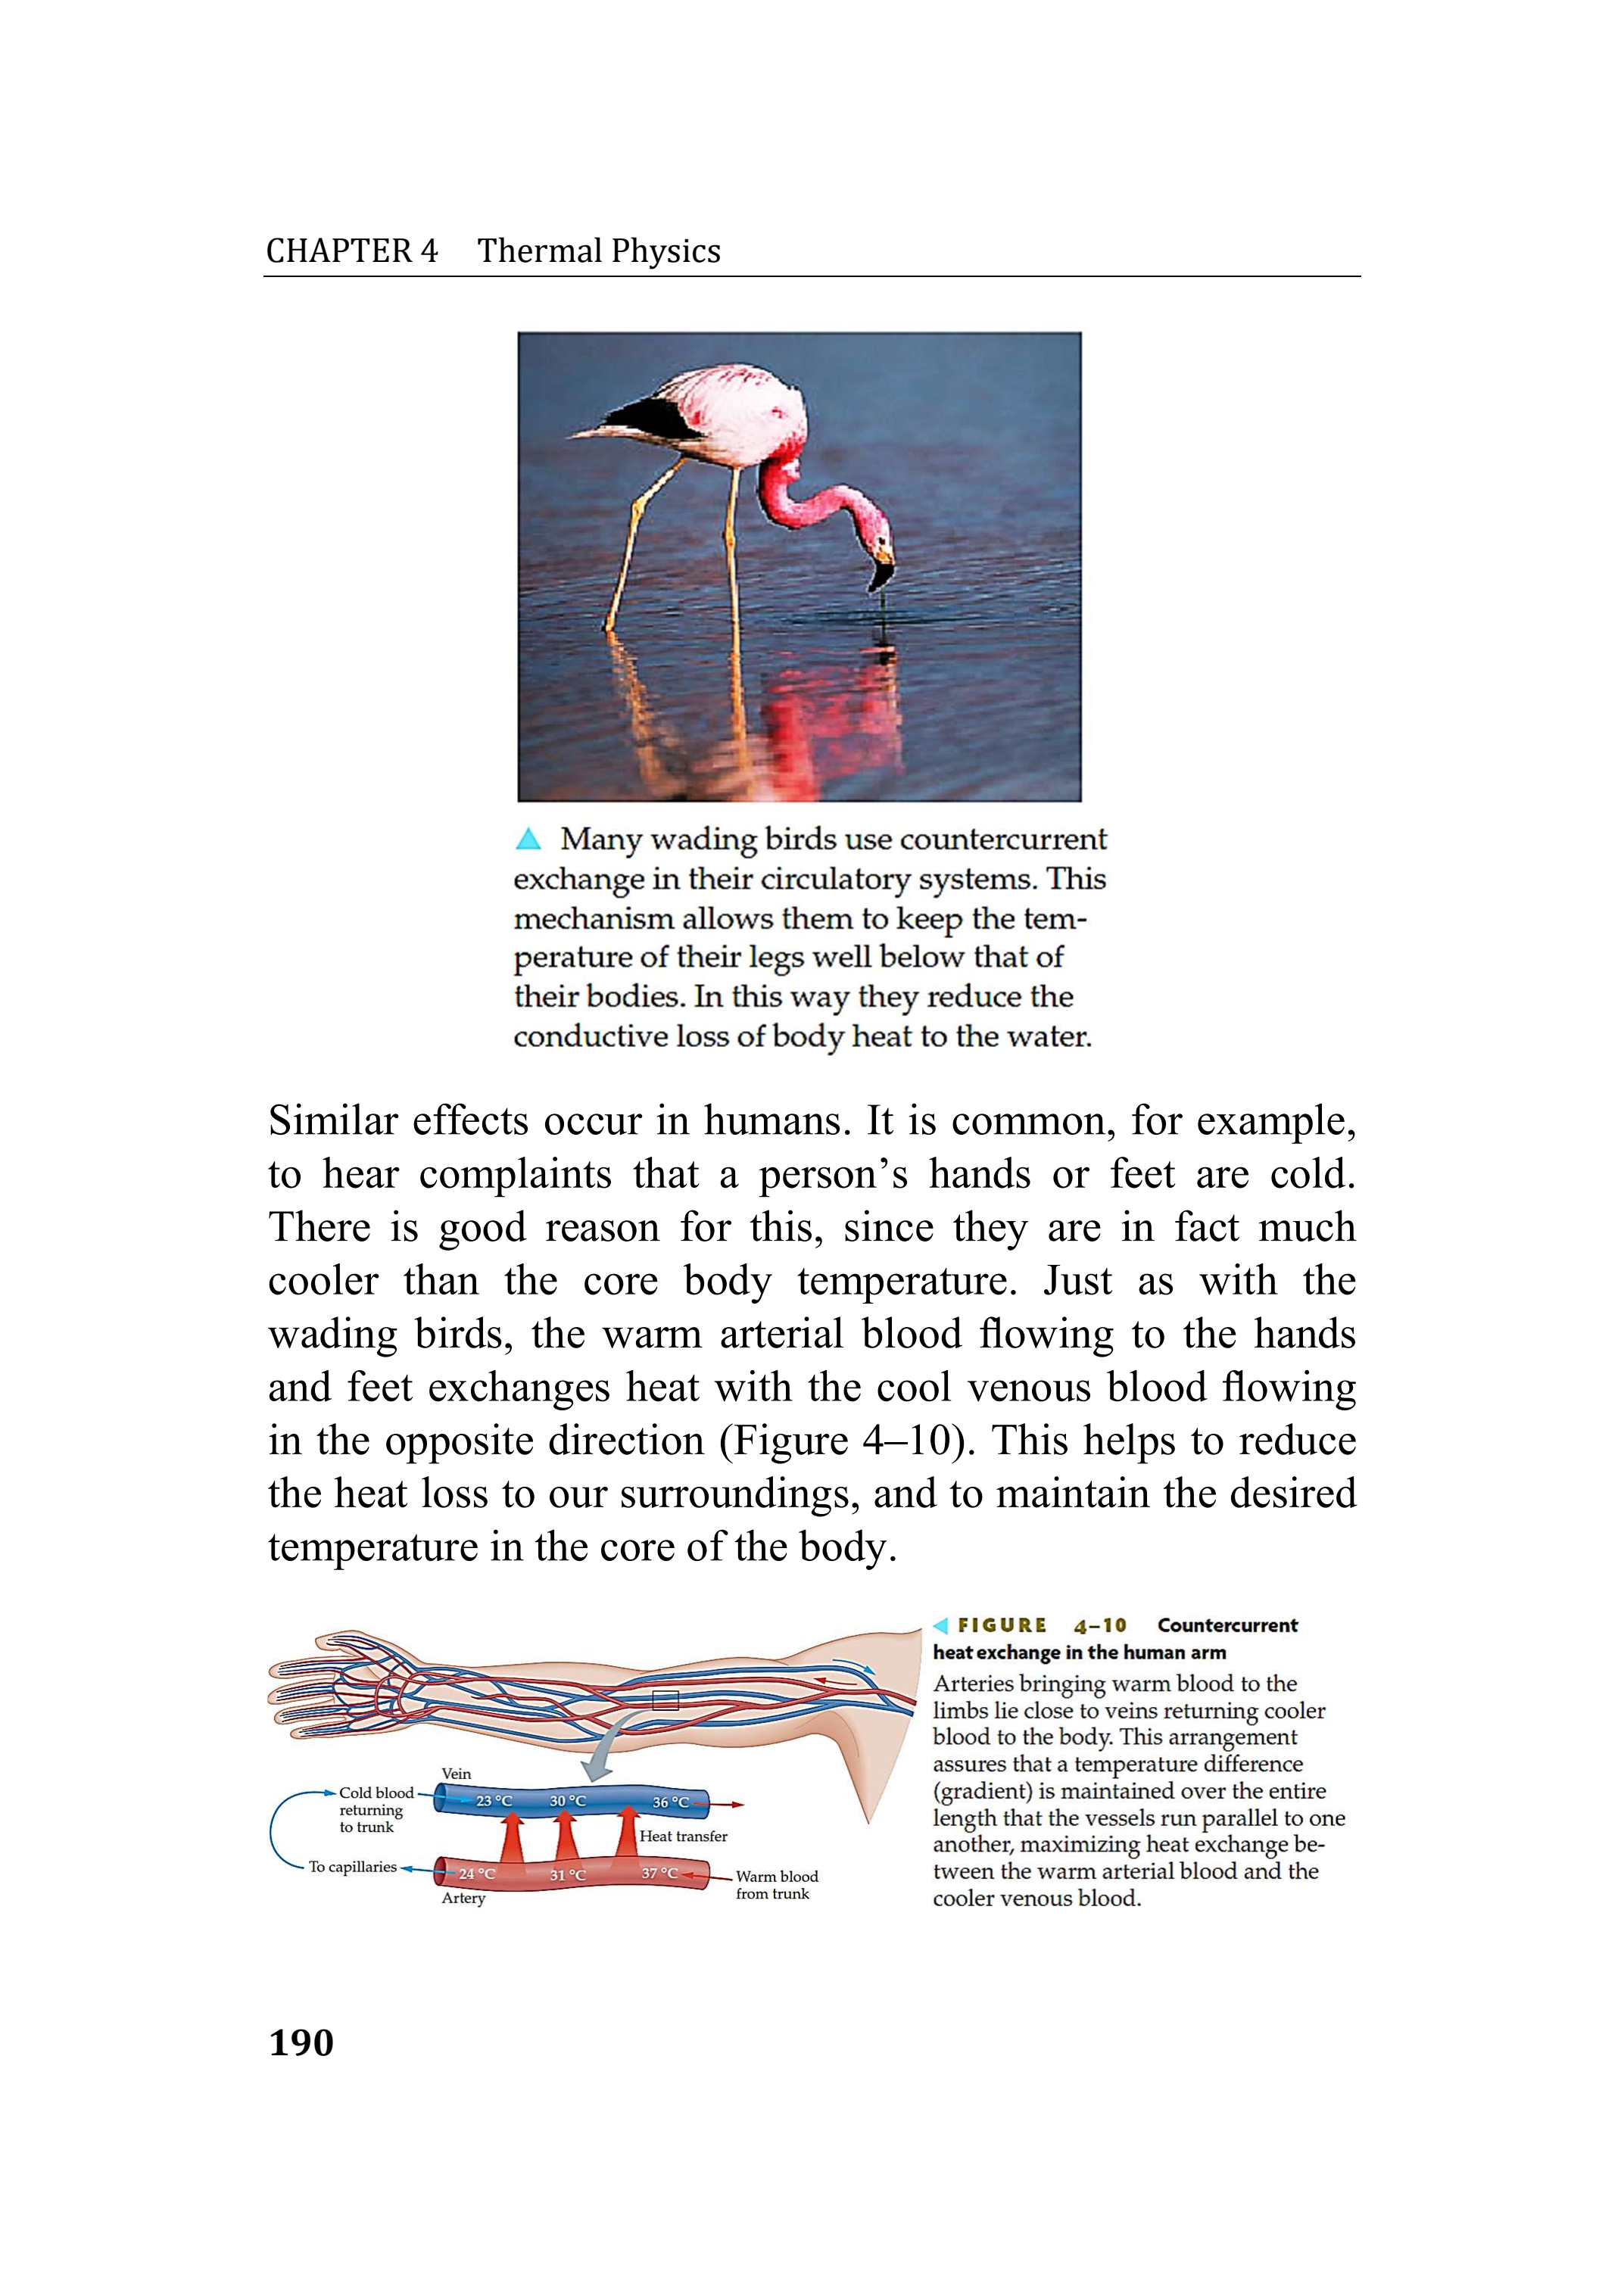 CHAPTER 4 Thermal Physics
▲ Many wading birds use countercurrent
exchange in their circulatory systems. This
mechanism allows them to keep the tem-
perature of their legs well below that of
their bodies. In this way they reduce the
conductive loss of body heat to the water.
Similar effects occur in humans. It is common, for example,
to hear complaints that a person’s hands or feet are cold.
There is good reason for this, since they are in fact much
cooler than the core body temperature. Just as with the
wading birds, the warm arterial blood flowing to the hands
and feet exchanges heat with the cool venous blood flowing
in the opposite direction (Figure 4–10). This helps to reduce
the heat loss to our surroundings, and to maintain the desired
temperature in the core of the body.
◀ FIGURE 4–10 Countercurrent
heat exchange in the human arm
Arteries bringing warm blood to the
limbs lie close to veins returning cooler
blood to the body. This arrangement
assures that a temperature difference
(gradient) is maintained over the entire
length that the vessels run parallel to one
another, maximizing heat exchange be-
tween the warm arterial blood and the
cooler venous blood.
Vein
Cold blood
returning
to trunk
23 °C 30 °C 36 °C
Heat transfer
To capillaries
24 °C 31 °C 37 °C
Warm blood
from trunk
Artery
190